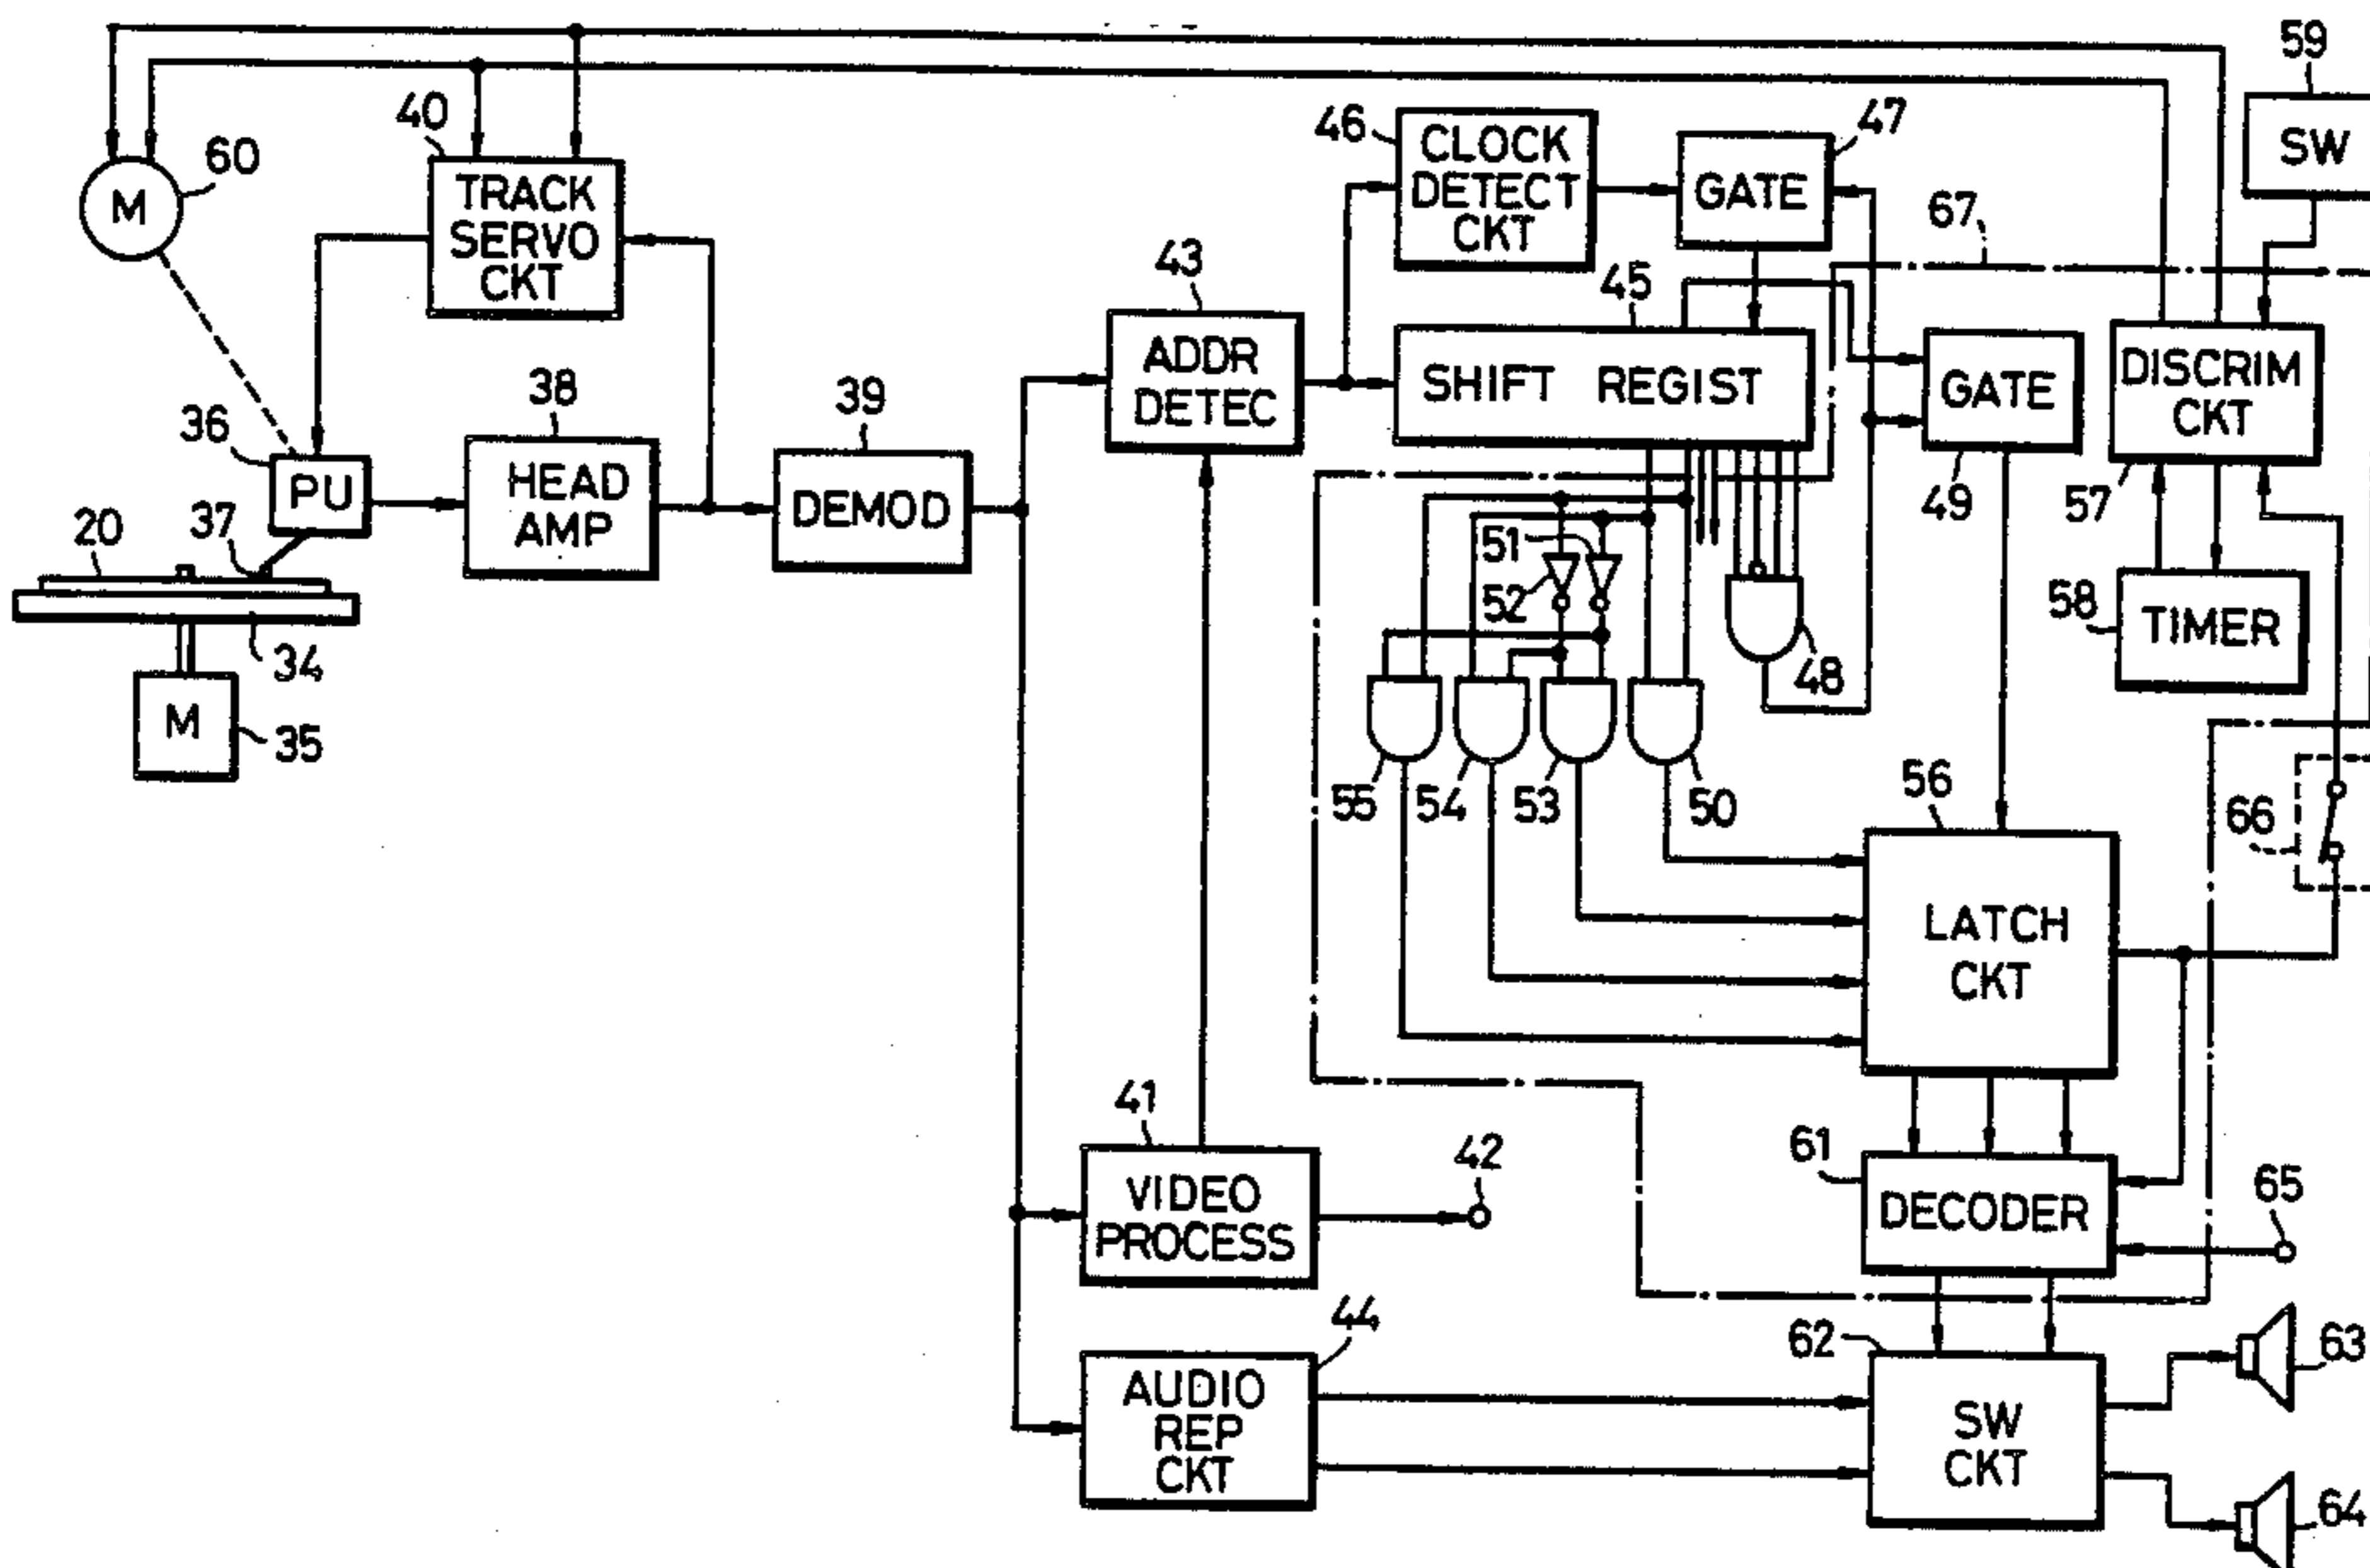 59
SW
40
60
M
TRACK
SERVO
CKT
46
CLOCK
DETECT
CKT
47
GATE
67
43
ADDR
DETEC
45
SHIFT REGIST
GATE
49
DISCRIM
CKT
57
36
PU
38
HEAD
AMP
39
DEMOD
37
20
34
M
35
51
52
48
58
TIMER
55
54
53
50
56
LATCH
CKT
66
41
VIDEO
PROCESS
42
61
DECODER
65
44
AUDIO
REP
CKT
62
SW
CKT
63
64